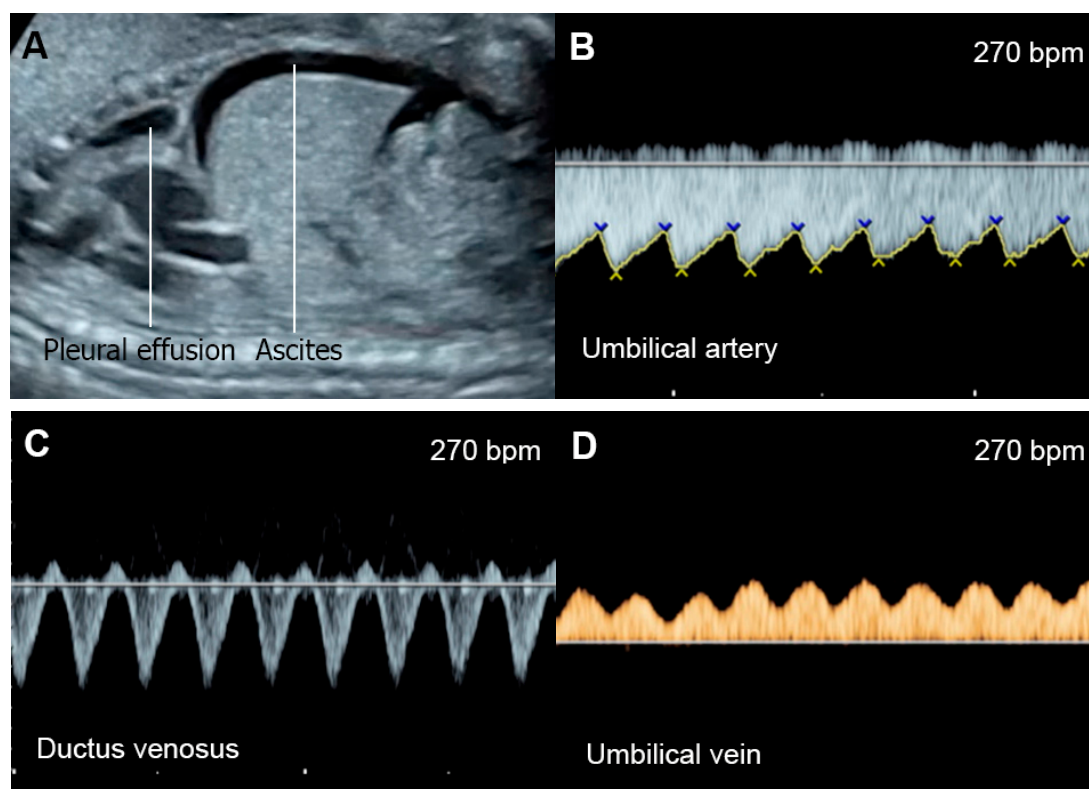 A
Pleural effusion Ascites
B
270 bpm
Umbilical artery
C
270 bpm
Ductus venosus
D
270 bpm
Umbilical vein